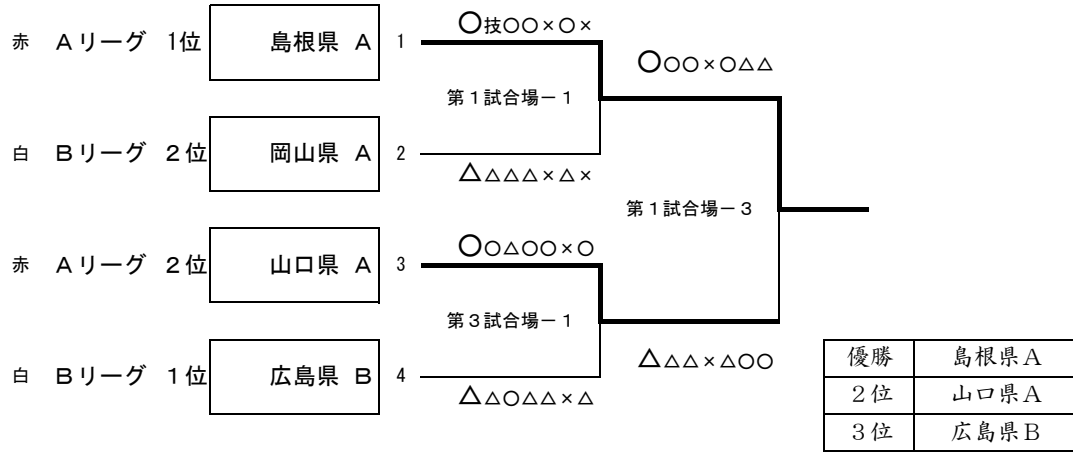 赤 Aリーグ 1位 島根県 A 1 ○技○○×○×
○○○×○△△
第1試合場-1
白 Bリーグ 2位 岡山県 A 2
△△△△×△×
第1試合場-3
赤 Aリーグ 2位 山口県 A 3 ○○△○○×○
第3試合場-1
△△△×△○○
白 Bリーグ 1位 広島県 B 4
△△○△△×△
優勝 島根県A
2位 山口県A
3位 広島県B